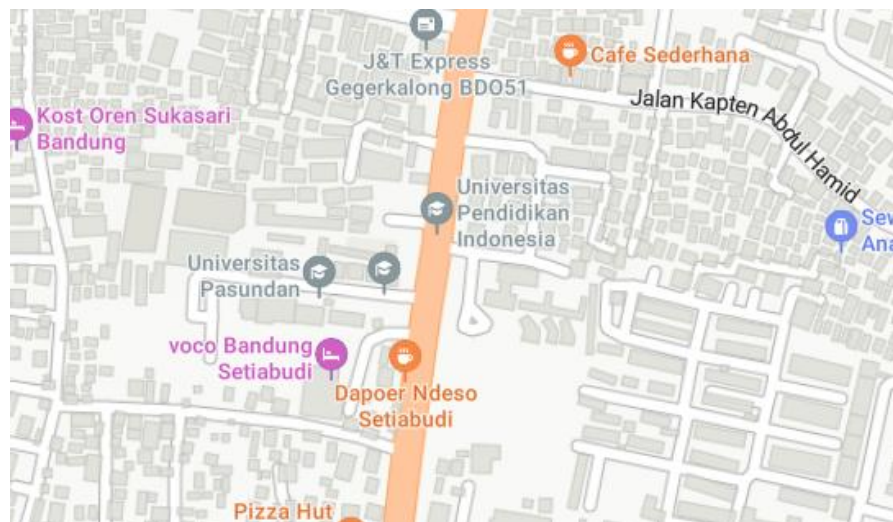 J&T Express
Gegerkalong BDO51
Cafe Sederhana
Jalan Kapten Abdul Hamid
Kost Oren Sukasari
Bandung
Universitas
Pendidikan
Indonesia
Universitas
Pasundan
voco Bandung
Setiabudi
Dapoer Ndeso
Setiabudi
Pizza Hut